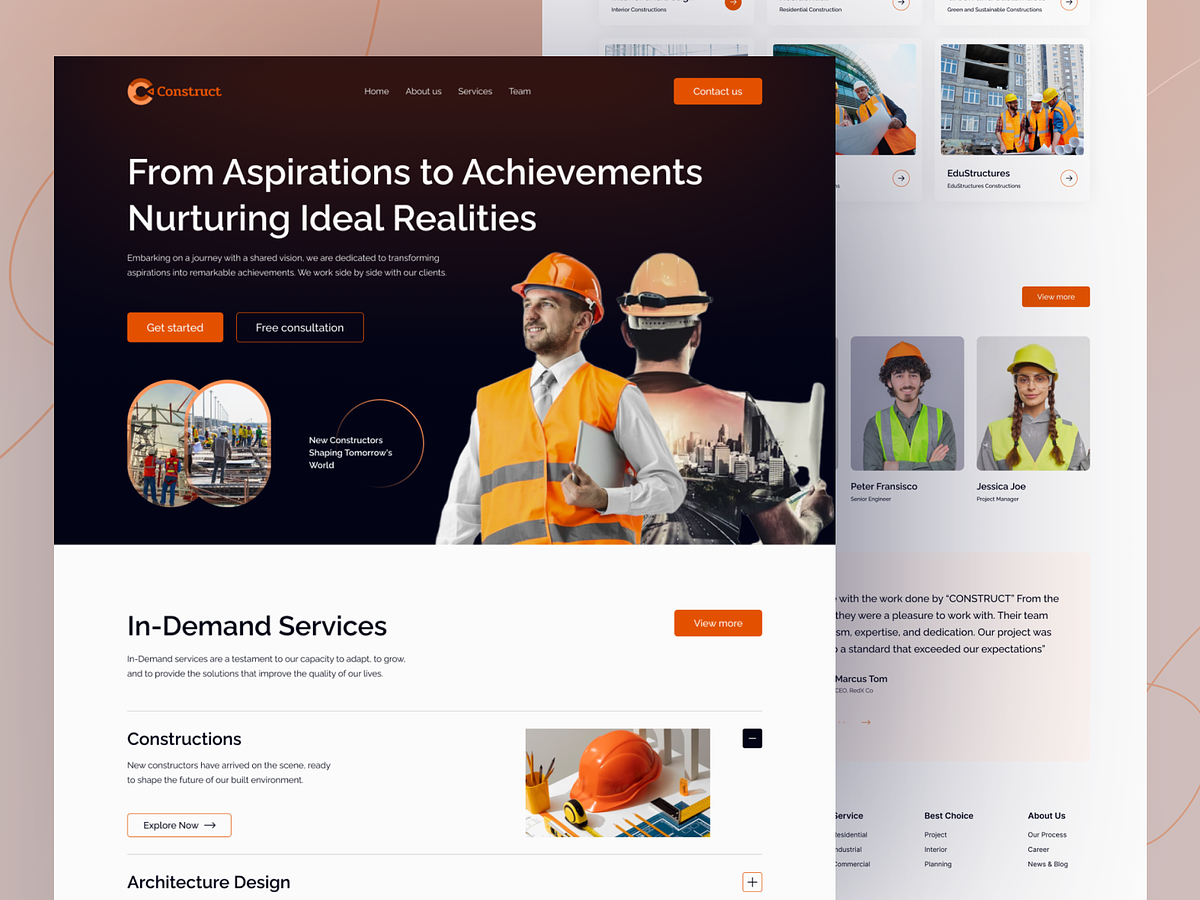 Construct
Home
About us
Services
Team
Contact us
From Aspirations to Achievements
Nurturing Ideal Realities
Embarking on a journey with a shared vision, we are dedicated to transforming
aspirations into remarkable achievements. We work side by side with our clients.
Get started
Free consultation
New Constructors
Shaping Tomorrow's
World
In-Demand Services
View more
In-Demand services are a testament to our capacity to adapt, to grow,
and to provide the solutions that improve the quality of our lives.
Constructions
New constructors have arrived on the scene, ready
to shape the future of our built environment.
Explore Now
Architecture Design
Interior Constructions
Residential Construction
Green and Sustainable Constructions
EduStructures
EduStructures Constructions
View more
Peter Fransisco
Senior Engineer
Jessica Joe
Project Manager
with the work done by “CONSTRUCT” From the
they were a pleasure to work with. Their team
expertise, and dedication. Our project was
a standard that exceeded our expectations”
Marcus Tom
CEO, RedX Co
Best Choice
Project
Interior
Planning
About Us
Our Process
Career
News & Blog